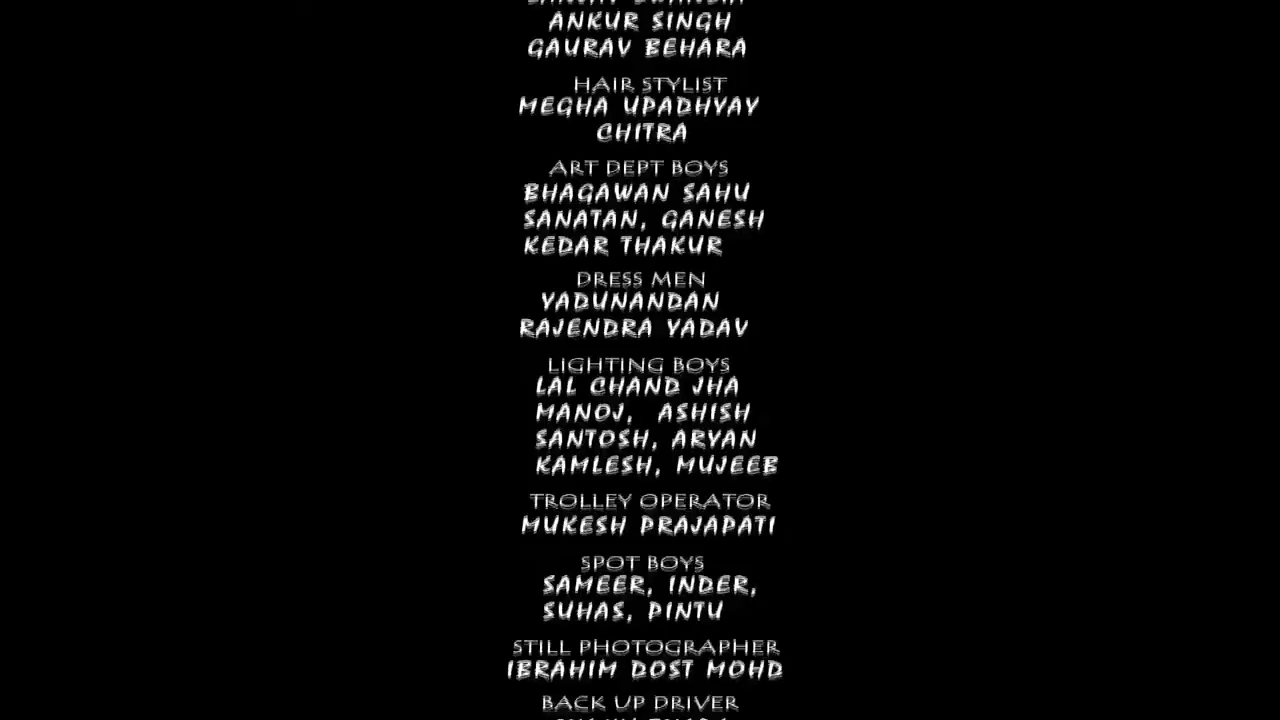 ANKUR SINGH
GAURAV BEHARA
HAIR STYLIST
MEGHA UPADHYAY
CHITRA
ART DEPT BOYS
BHAGAWAN SAHU
SANATAN, GANESH
KEDAR THAKUR
DRESS MEN
YADUNANDAN
RAJENDRA YADAV
LIGHTING BOYS
LAL CHAND JHA
MANOJ, ASHISH
SANTOSH, ARYAN
KAMLESH, MUJEEB
TROLLEY OPERATOR
MUKESH PRAJAPATI
SPOT BOYS
SAMEER, INDER,
SUHAS, PINTU
STILL PHOTOGRAPHER
IBRAHIM DOST MOHD
BACK UP DRIVER